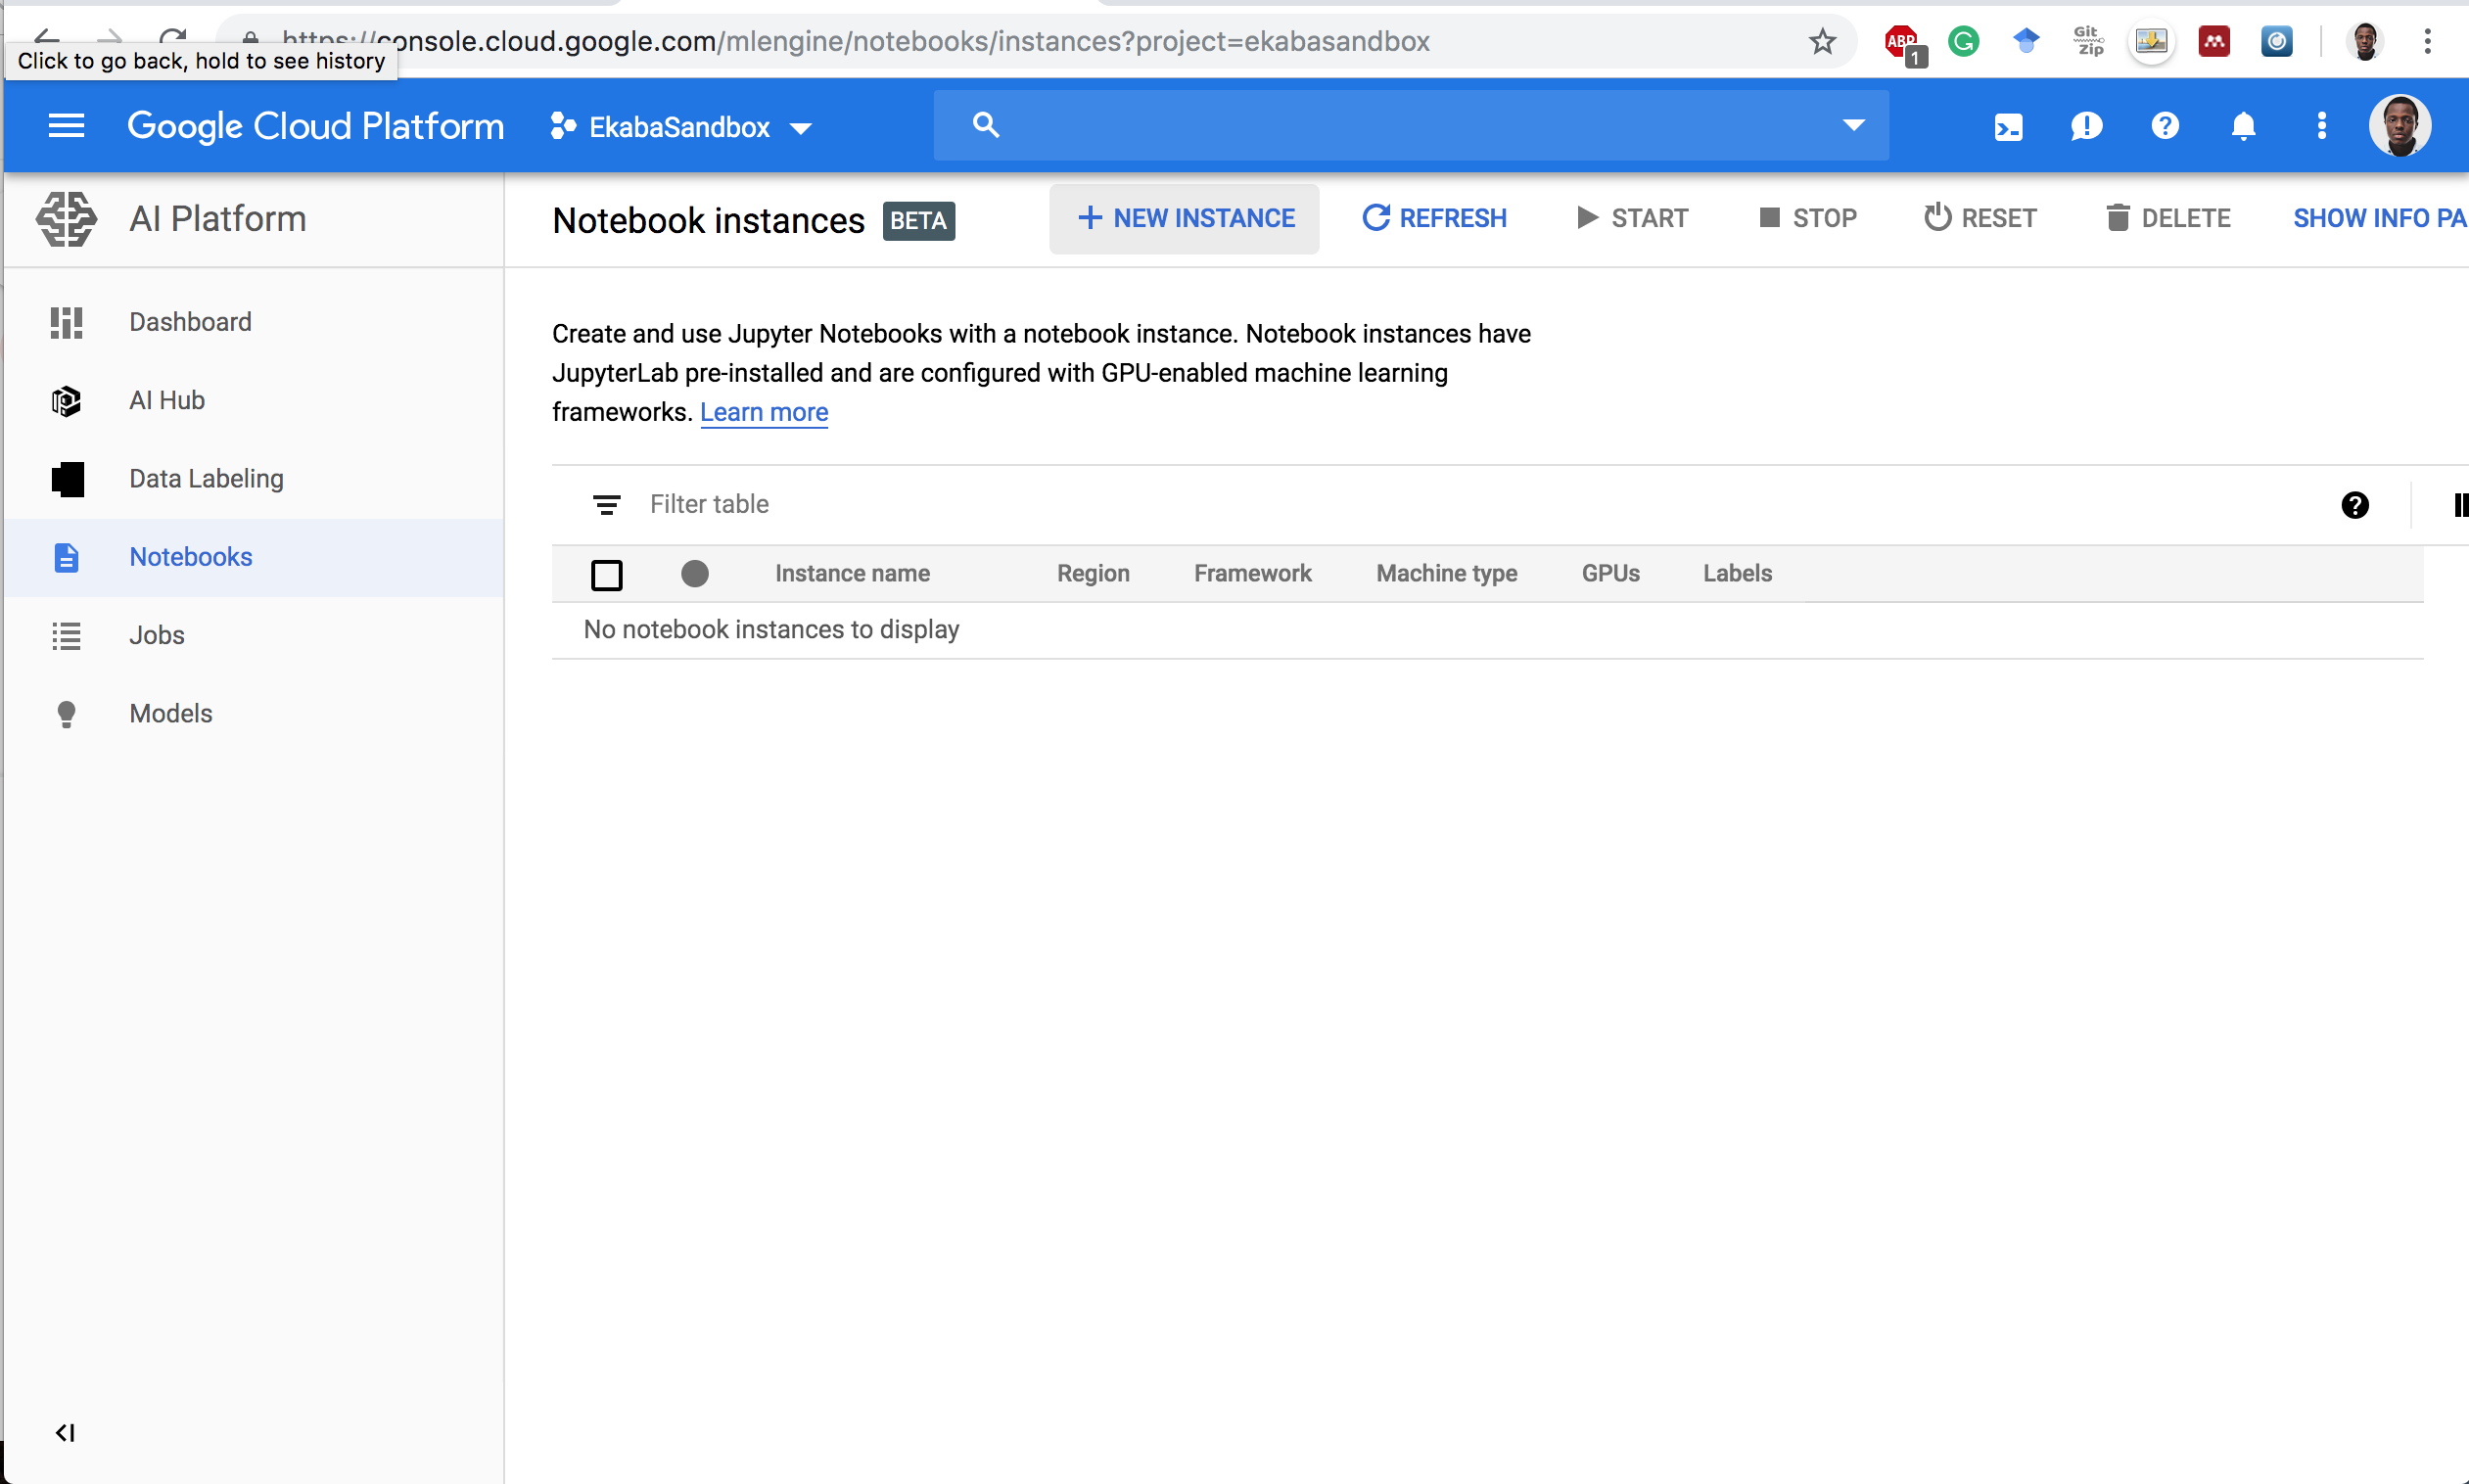 https://console.cloud.google.com/mlengine/notebooks/instances?project=ekabasandbox
ABP
1
Git
Zip
Click to go back, hold to see history
Google Cloud Platform
EkabaSandbox
AI Platform
Notebook instances
BETA
NEW INSTANCE
REFRESH
START
STOP
RESET
DELETE
SHOW INFO PA
Dashboard
AI Hub
Data Labeling
Notebooks
Jobs
Models
Create and use Jupyter Notebooks with a notebook instance. Notebook instances have
JupyterLab pre-installed and are configured with GPU-enabled machine learning
frameworks. Learn more
Filter table
Instance name Region Framework Machine type GPUs Labels
No notebook instances to display